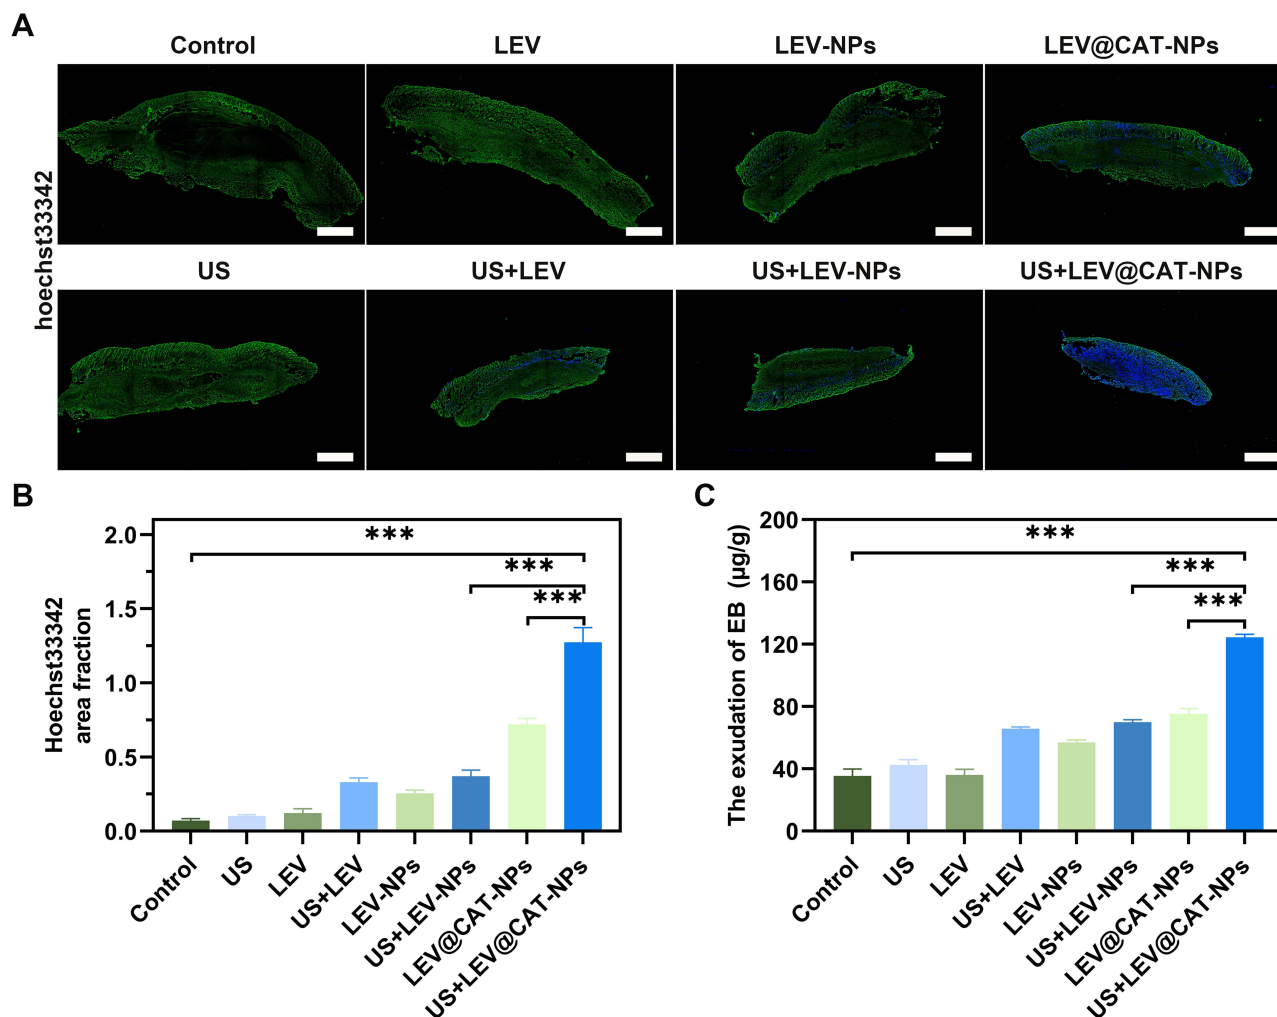 A
Control
LEV
LEV-NPs
LEV@CAT-NPs
hoechst33342
US
US+LEV
US+LEV-NPs
US+LEV@CAT-NPs
B
Hoechst33342
area fraction
2.0
1.5
1.0
0.5
0.0
***
***
***
Control
US
LEV
US+LEV
LEV-NPs
US+LEV-NPs
LEV@CAT-NPs
US+LEV@CAT-NPs
C
The exudation of EB (μg/g)
200
160
120
80
40
0
***
***
***
Control
US
LEV
US+LEV
LEV-NPs
US+LEV-NPs
LEV@CAT-NPs
US+LEV@CAT-NPs